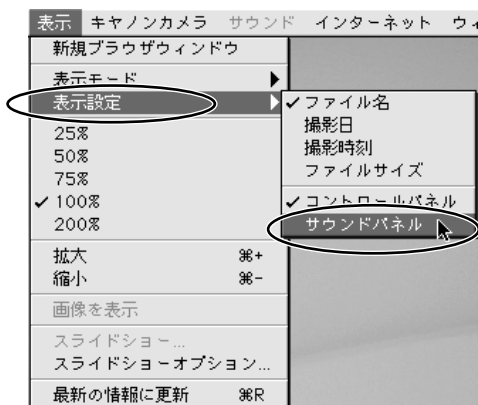 表示 キャノンカメラ サウンド インターネット ウィ
新規ブラウザウィンドウ
表示モード
表示設定
25%
50%
75%
✓ 100%
200%
拡大 ⌘+
縮小 ⌘-
画像を表示
スライドショー...
スライドショーオプション...
最新の情報に更新 ⌘R
✓ファイル名
撮影日
撮影時刻
ファイルサイズ
✓コントロールパネル
サウンドパネル